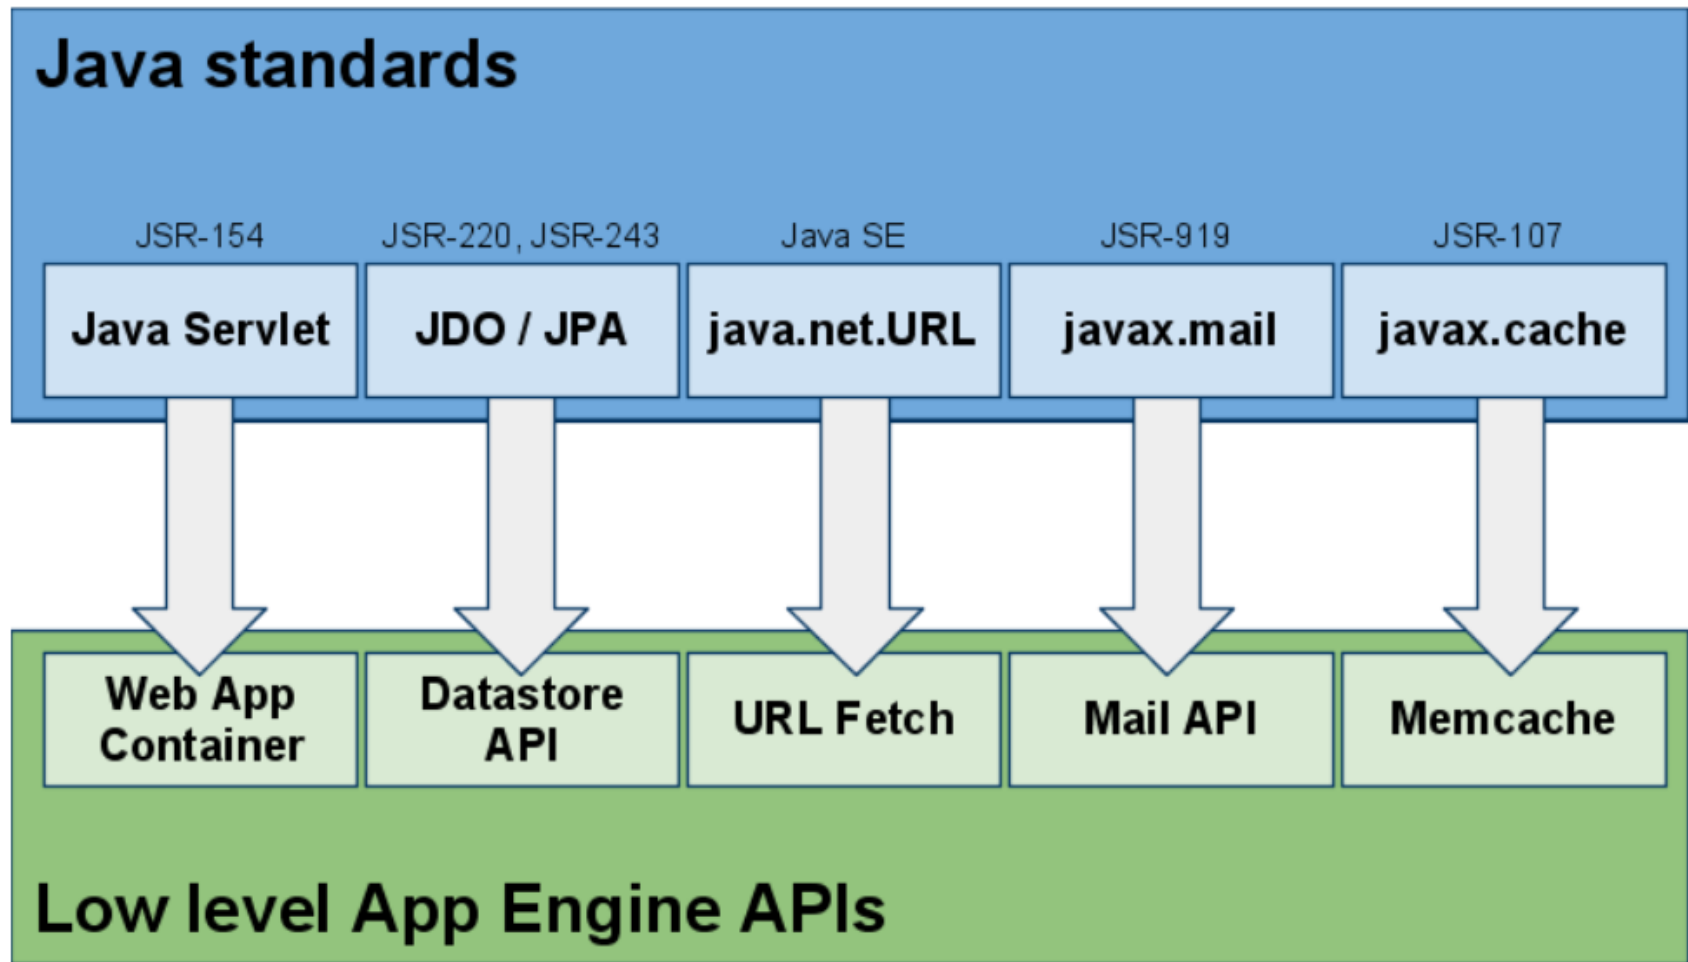 Java standards
JSR-154
JSR-220, JSR-243
Java SE
JSR-919
JSR-107
Java Servlet
JDO / JPA
java.net.URL
javax.mail
javax.cache
Web App
Container
Datastore
API
URL Fetch
Mail API
Memcache
Low level App Engine APIs